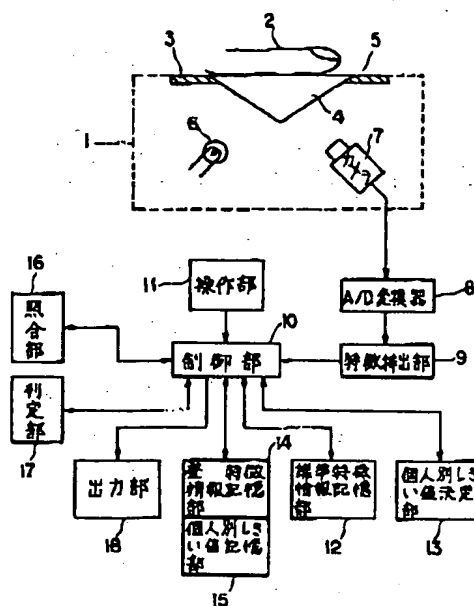 2
3
5
4
6
1
7
カメラ
16
11
操作部
8
A/D変換器
照合部
10
制御部
9
特徴抽出部
判定部
17
14
出力部
登録特徴
情報記憶
部
標準特徴
情報記憶
部
個人別しき
い値決定
部
18
個人別しき
い値記憶
部
12
13
15